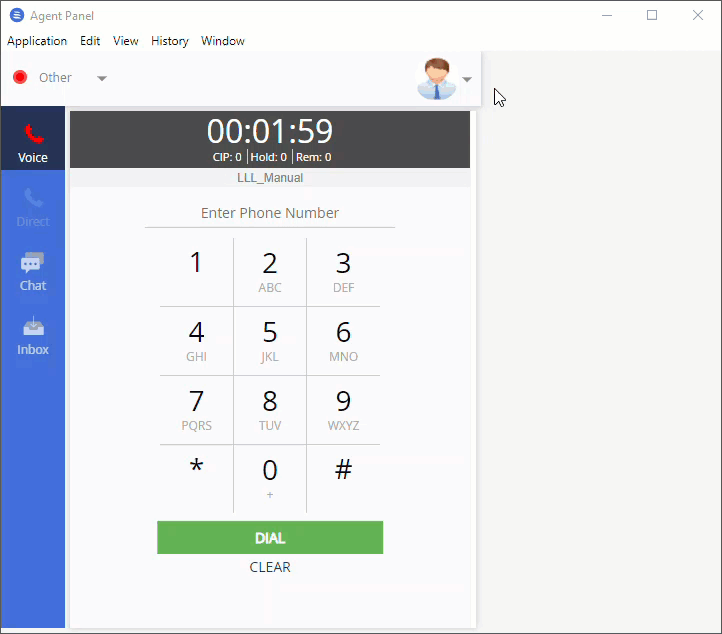 Agent Panel
Application Edit View History Window
Other
Voice
Direct
Chat
Inbox
00:01:59
CIP: 0 | Hold: 0 | Rem: 0
LLL_Manual
Enter Phone Number
1 2 3
ABC DEF
4 5 6
GHI JKL MNO
7 8 9
PQRS TUV WXYZ
* 0 #
+
DIAL
CLEAR